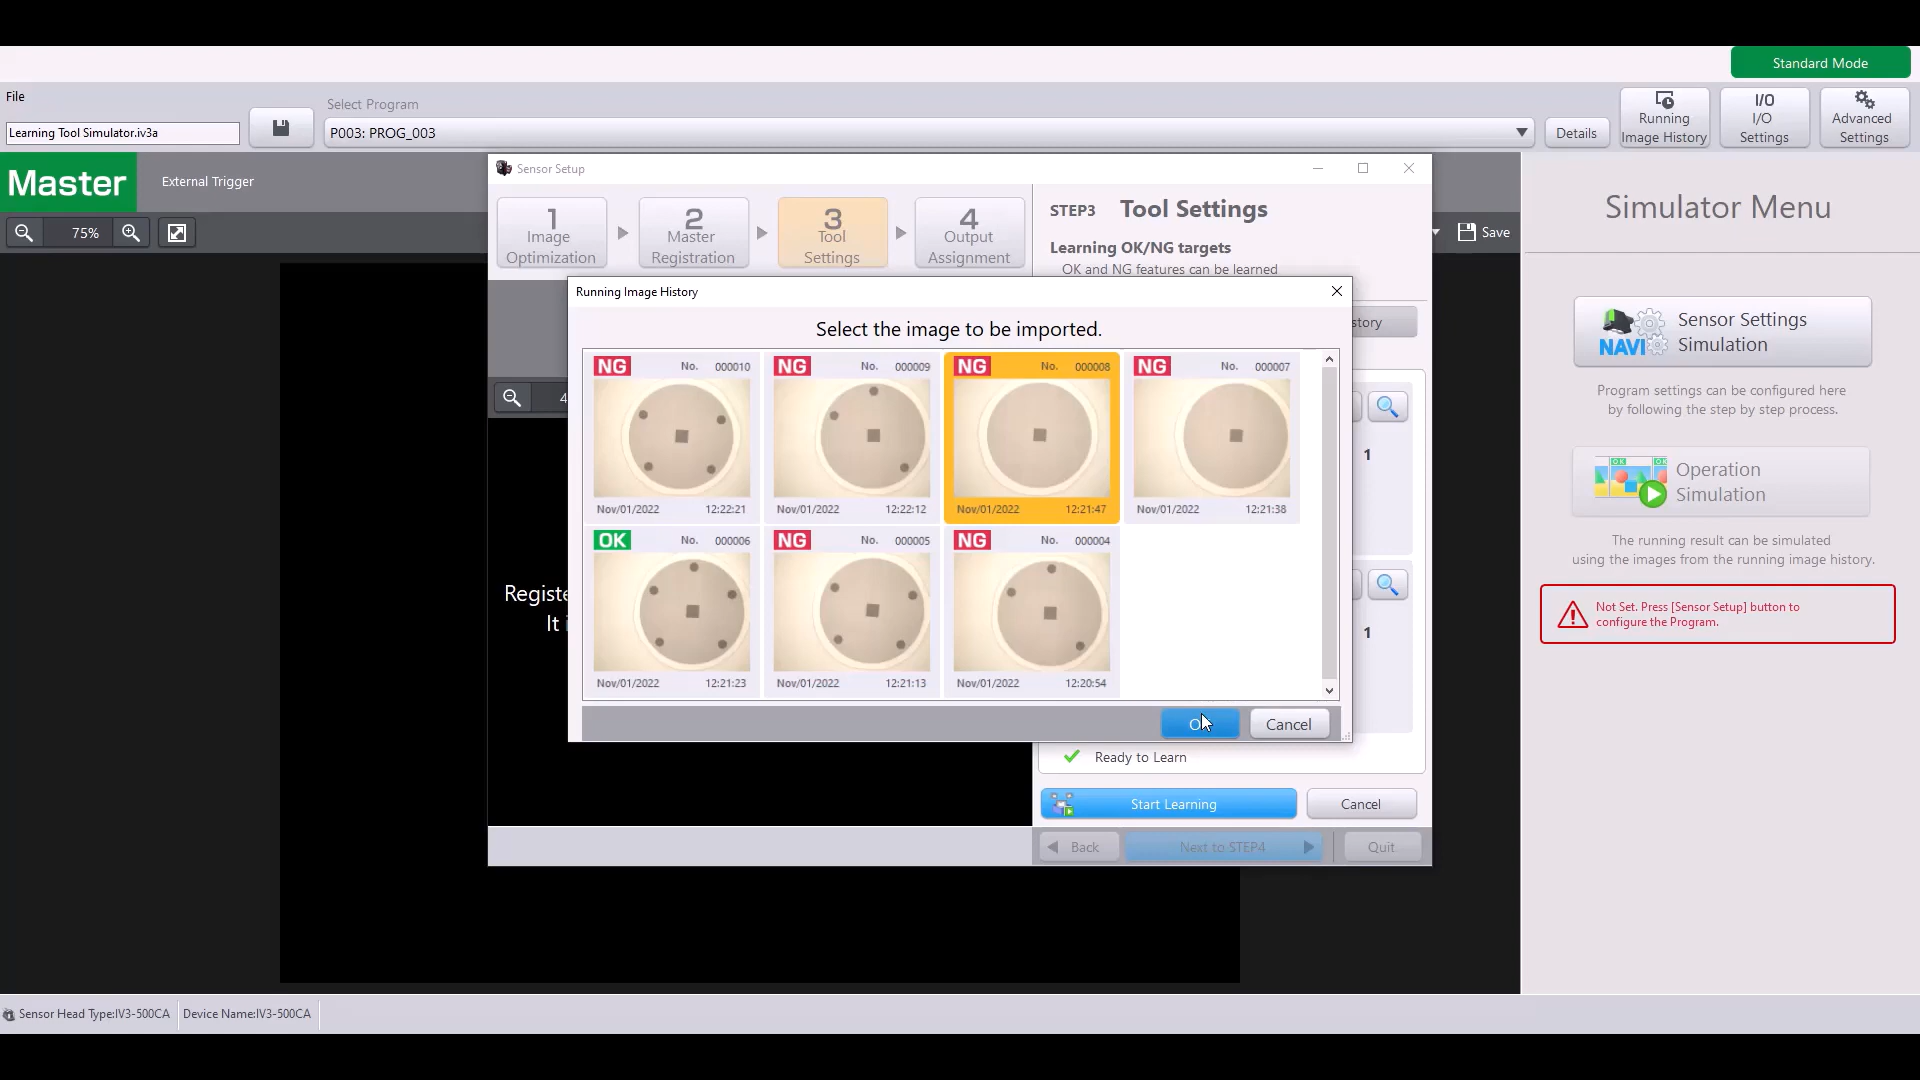 Standard Mode
File
Learning Tool Simulator.iv3a
Select Program
P003: PROG_003
Details
Running
Image History
I/O
I/O
Settings
Advanced
Settings
Master
External Trigger
75%
Save
Sensor Setup
1
Image
Optimization
2
Master
Registration
3
Tool
Settings
4
Output
Assignment
STEP3 Tool Settings
Learning OK/NG targets
OK and NG features can be learned
Running Image History
Select the image to be imported.
NG No. 000010
Nov/01/2022 12:22:21
NG No. 000009
Nov/01/2022 12:22:12
NG No. 000008
Nov/01/2022 12:21:47
NG No. 000007
Nov/01/2022 12:21:38
OK No. 000006
Nov/01/2022 12:21:23
NG No. 000005
Nov/01/2022 12:21:13
NG No. 000004
Nov/01/2022 12:20:54
Cancel
4
1
1
Ready to Learn
Start Learning
Cancel
Back
Next to STEP4
Quit
Simulator Menu
NAVI
Sensor Settings
Simulation
Program settings can be configured here
by following the step by step process.
Operation
Simulation
The running result can be simulated
using the images from the running image history.
Not Set. Press [Sensor Setup] button to
configure the Program.
Sensor Head Type:IV3-500CA
Device Name:IV3-500CA